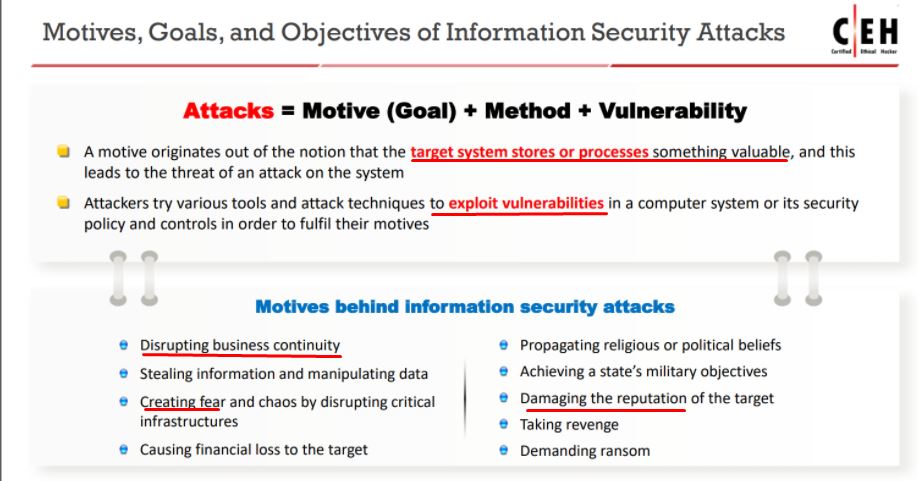 Motives, Goals, and Objectives of Information Security Attacks
C|EH
Certified Ethical Hacker
Attacks = Motive (Goal) + Method + Vulnerability
A motive originates out of the notion that the target system stores or processes something valuable, and this
leads to the threat of an attack on the system
Attackers try various tools and attack techniques to exploit vulnerabilities in a computer system or its security
policy and controls in order to fulfil their motives
Motives behind information security attacks
Disrupting business continuity
Stealing information and manipulating data
Creating fear and chaos by disrupting critical
infrastructures
Causing financial loss to the target
Propagating religious or political beliefs
Achieving a state's military objectives
Damaging the reputation of the target
Taking revenge
Demanding ransom